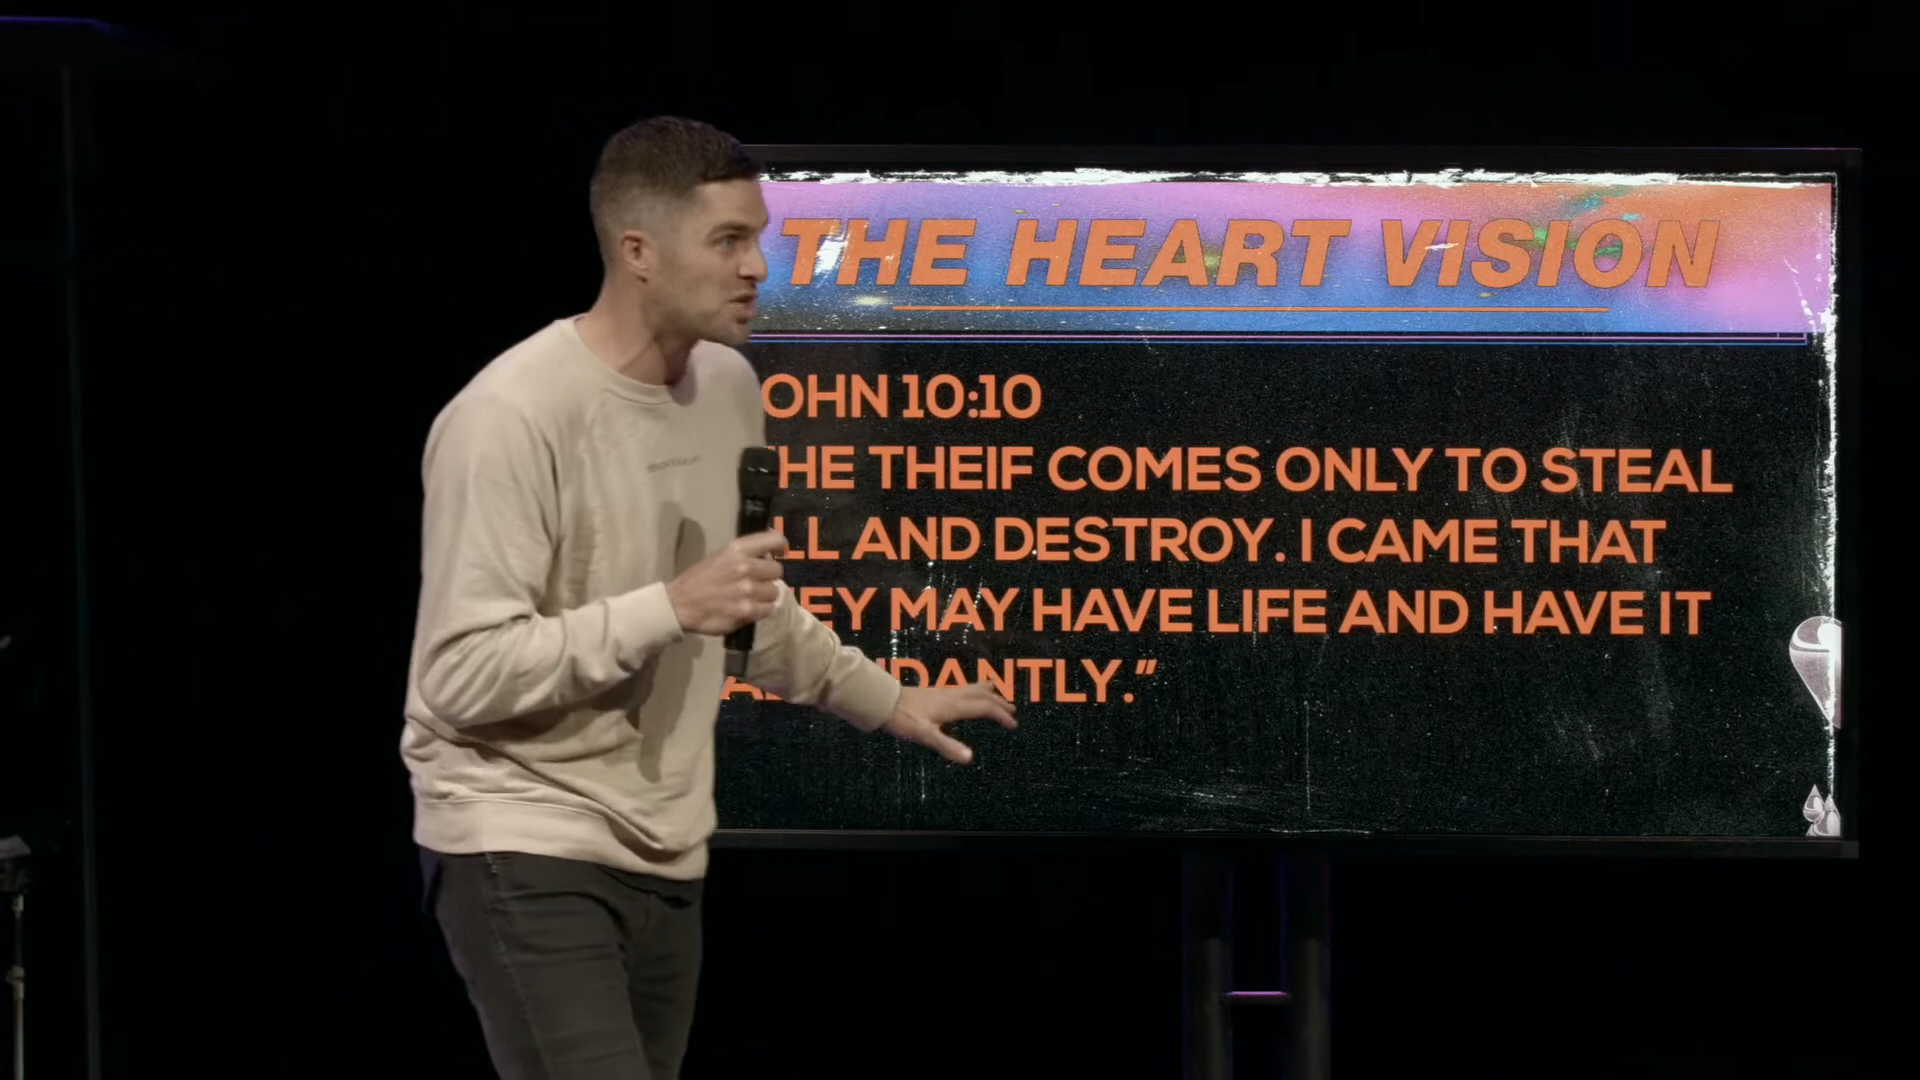 THE HEART VISION
OHN 10:10
HE THEIF COMES ONLY TO STEAL
LL AND DESTROY. I CAME THAT
EY MAY HAVE LIFE AND HAVE IT
DANTLY.”